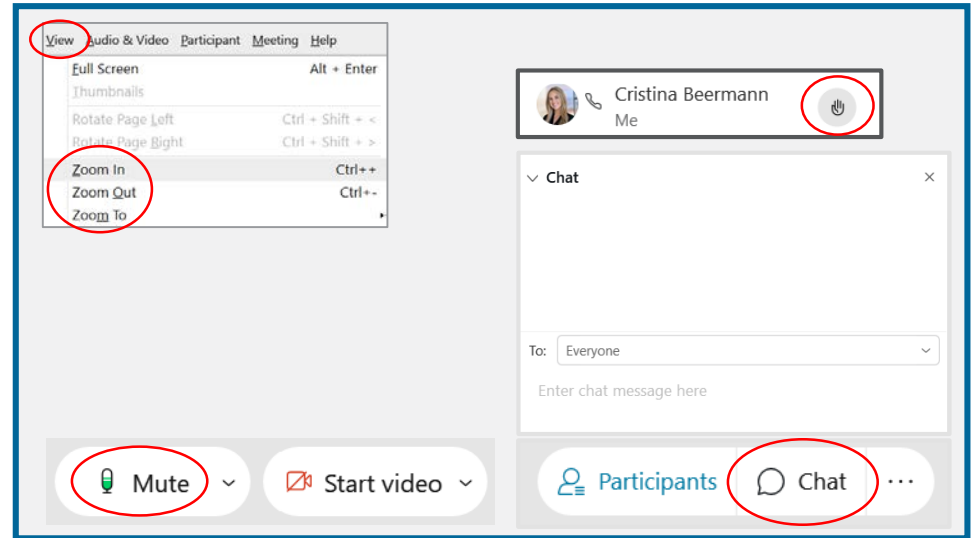 View Audio & Video Participant Meeting Help
Full Screen Alt + Enter
Thumbnails
Rotate Page Left Ctrl + Shift + <
Rotate Page Right Ctrl + Shift + >
Zoom In Ctrl++
Zoom Out Ctrl+-
Zoom To
Cristina Beermann
Me
Chat
To: Everyone
Enter chat message here
Mute
Start video
Participants
Chat